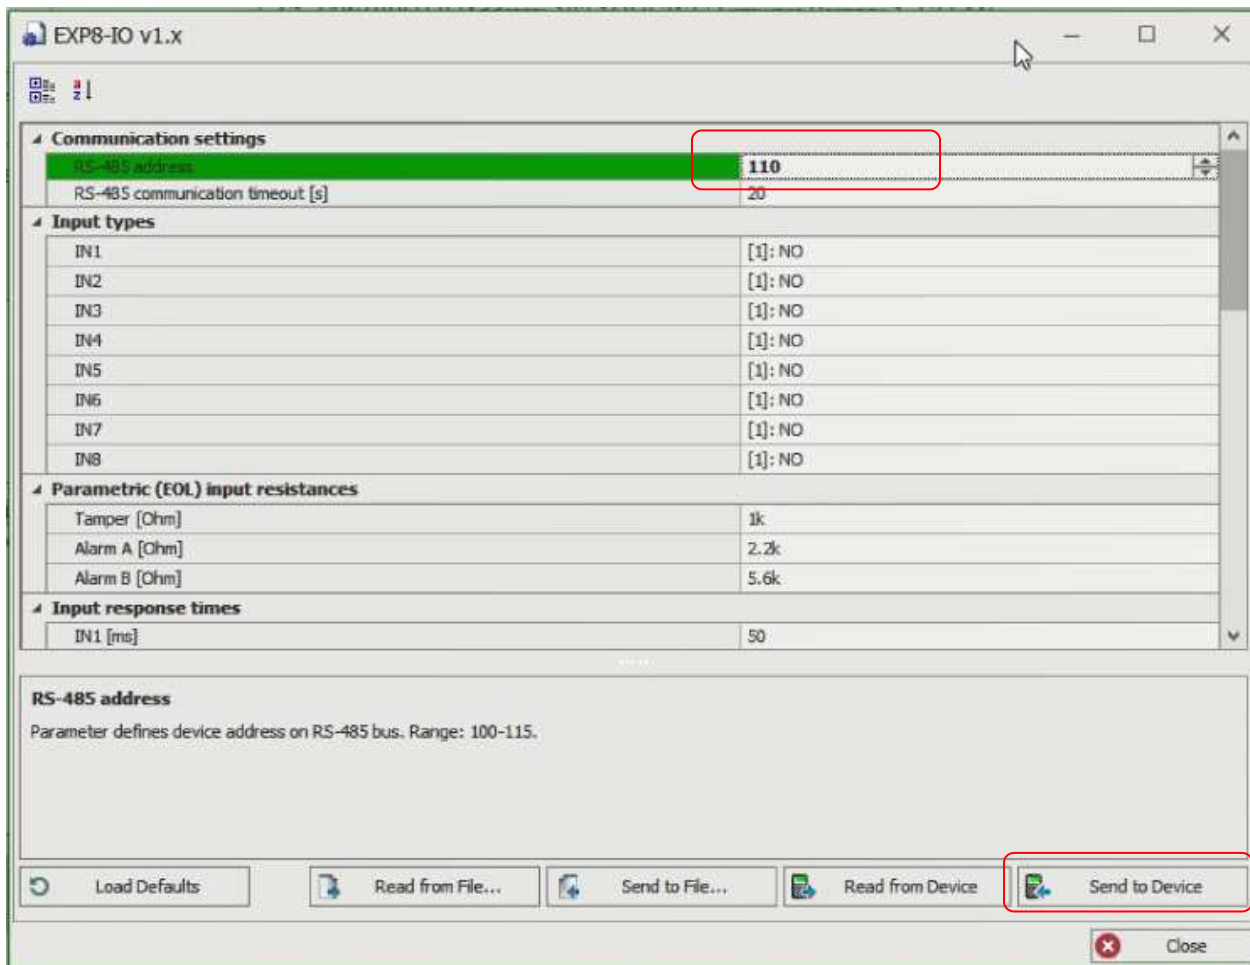 EXP8-IO v1.x
Communication settings
RS-485 address 110
RS-485 communication timeout [s] 20
Input types
IN1 [1]: NO
IN2 [1]: NO
IN3 [1]: NO
IN4 [1]: NO
IN5 [1]: NO
IN6 [1]: NO
IN7 [1]: NO
IN8 [1]: NO
Parametric (EOL) input resistances
Tamper [Ohm] 1k
Alarm A [Ohm] 2.2k
Alarm B [Ohm] 5.6k
Input response times
IN1 [ms] 50
RS-485 address
Parameter defines device address on RS-485 bus. Range: 100-115.
Load Defaults Read from File... Send to File... Read from Device Send to Device
Close